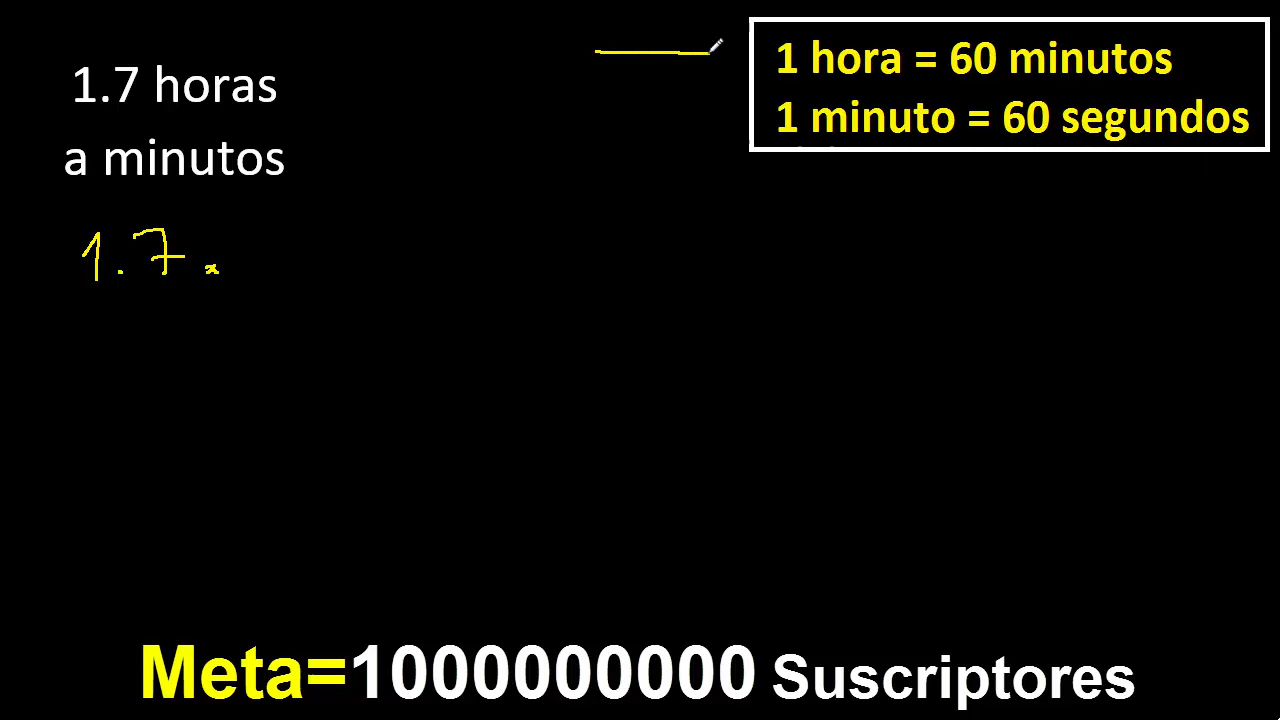 1.7 horas
a minutos
1.7 x
1 hora = 60 minutos
1 minuto = 60 segundos
Meta=1000000000 Suscriptores